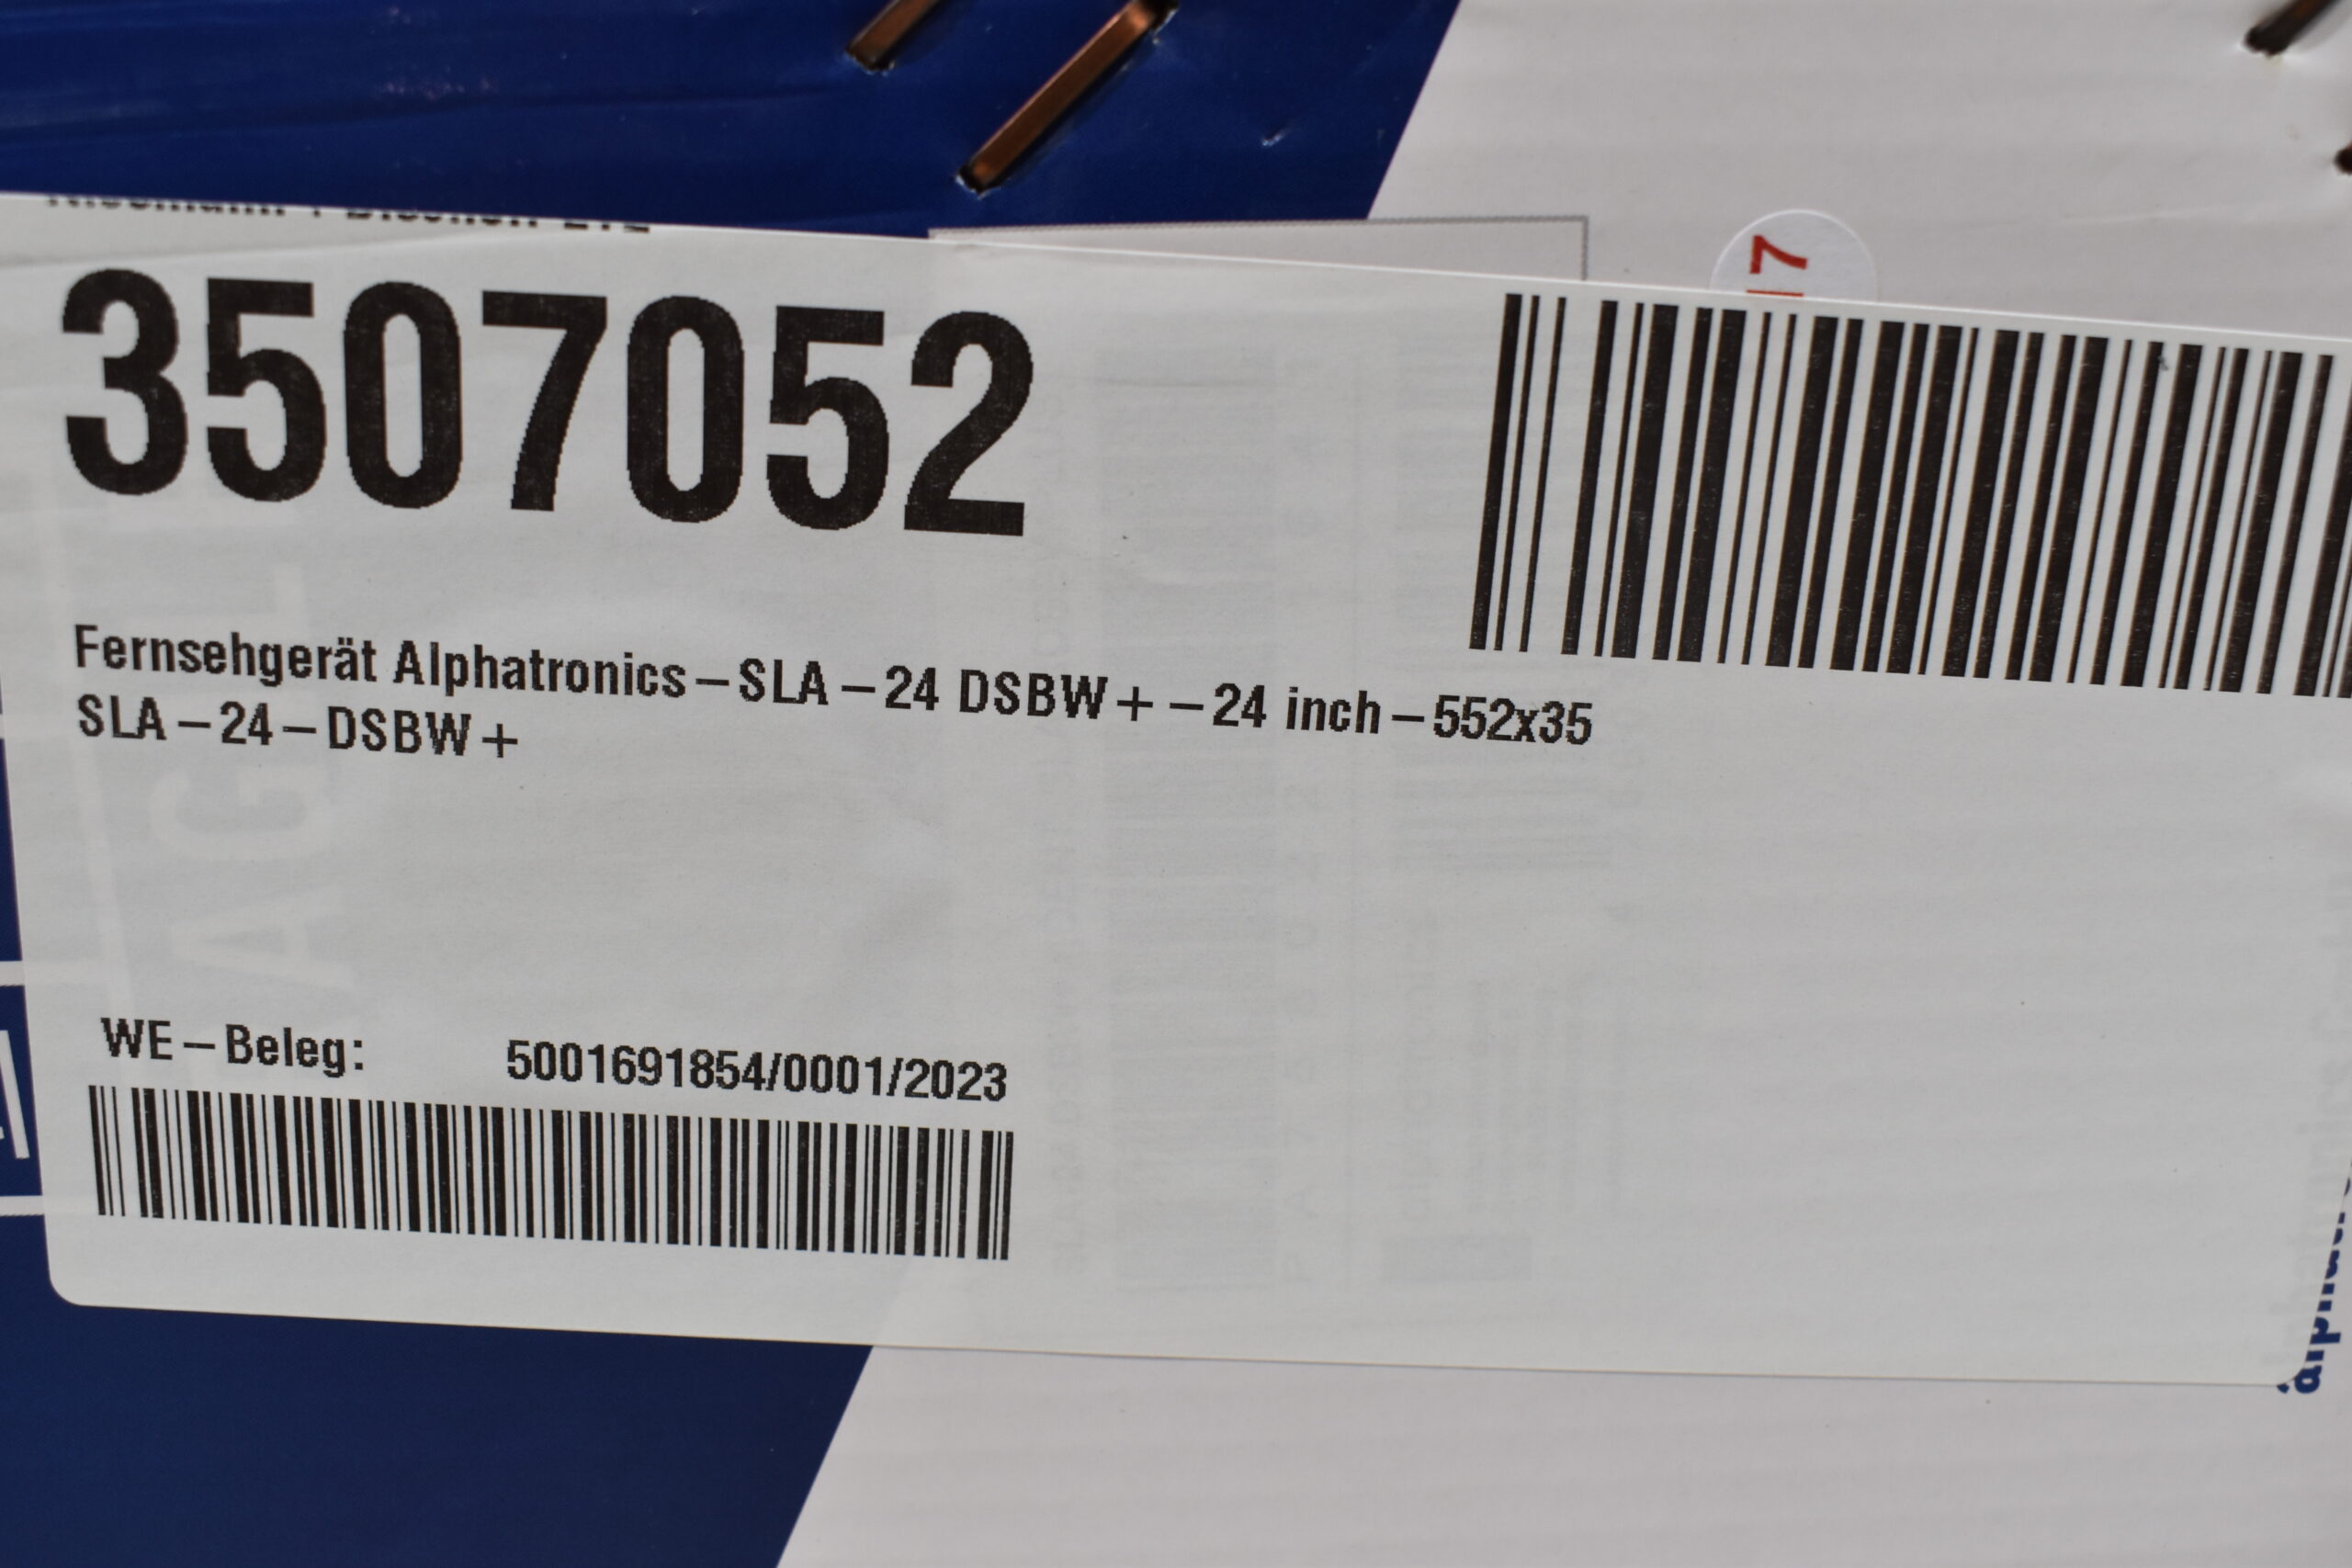 3507052
Fernsehgerät Alphatronics-SLA-24 DSBW+-24 inch-552x35
SLA-24-DSBW+
WE-Beleg: 5001691854/0001/2023